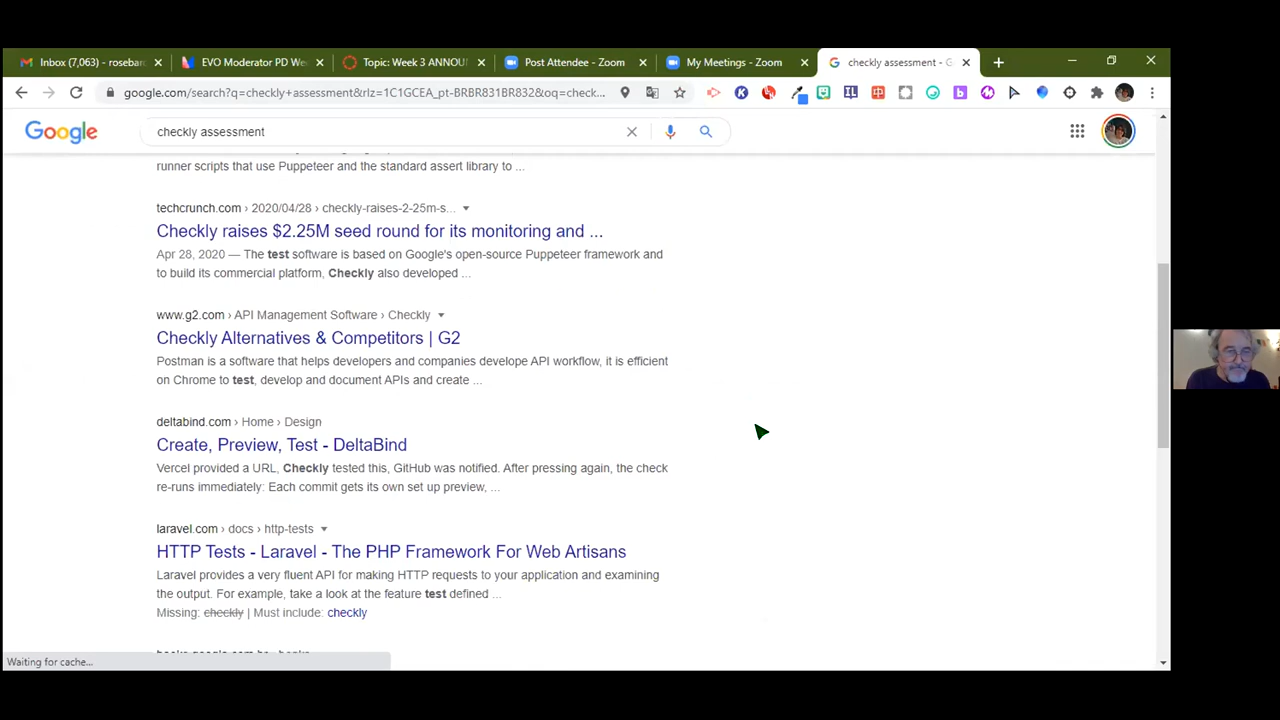 Inbox (7,063) - rosebar
EVO Moderator PD We
Topic: Week 3 ANNOU
Post Attendee - Zoom
My Meetings - Zoom
checkly assessment - G
google.com/search?q=checkly+assessment&rlz=1C1GCEA_pt-BRBR831BR832&oq=check...
Google
checkly assessment
runner scripts that use Puppeteer and the standard assert library to ...
techcrunch.com › 2020/04/28 › checkly-raises-2-25m-s...
Checkly raises $2.25M seed round for its monitoring and ...
Apr 28, 2020 — The test software is based on Google's open-source Puppeteer framework and
to build its commercial platform, Checkly also developed ...
www.g2.com › API Management Software › Checkly
Checkly Alternatives & Competitors | G2
Postman is a software that helps developers and companies develope API workflow, it is efficient
on Chrome to test, develop and document APIs and create ...
deltabind.com › Home › Design
Create, Preview, Test - DeltaBind
Vercel provided a URL, Checkly tested this, GitHub was notified. After pressing again, the check
re-runs immediately: Each commit gets its own set up preview, ...
laravel.com › docs › http-tests
HTTP Tests - Laravel - The PHP Framework For Web Artisans
Laravel provides a very fluent API for making HTTP requests to your application and examining
the output. For example, take a look at the feature test defined ...
Missing: checkly | Must include: checkly
Waiting for cache...